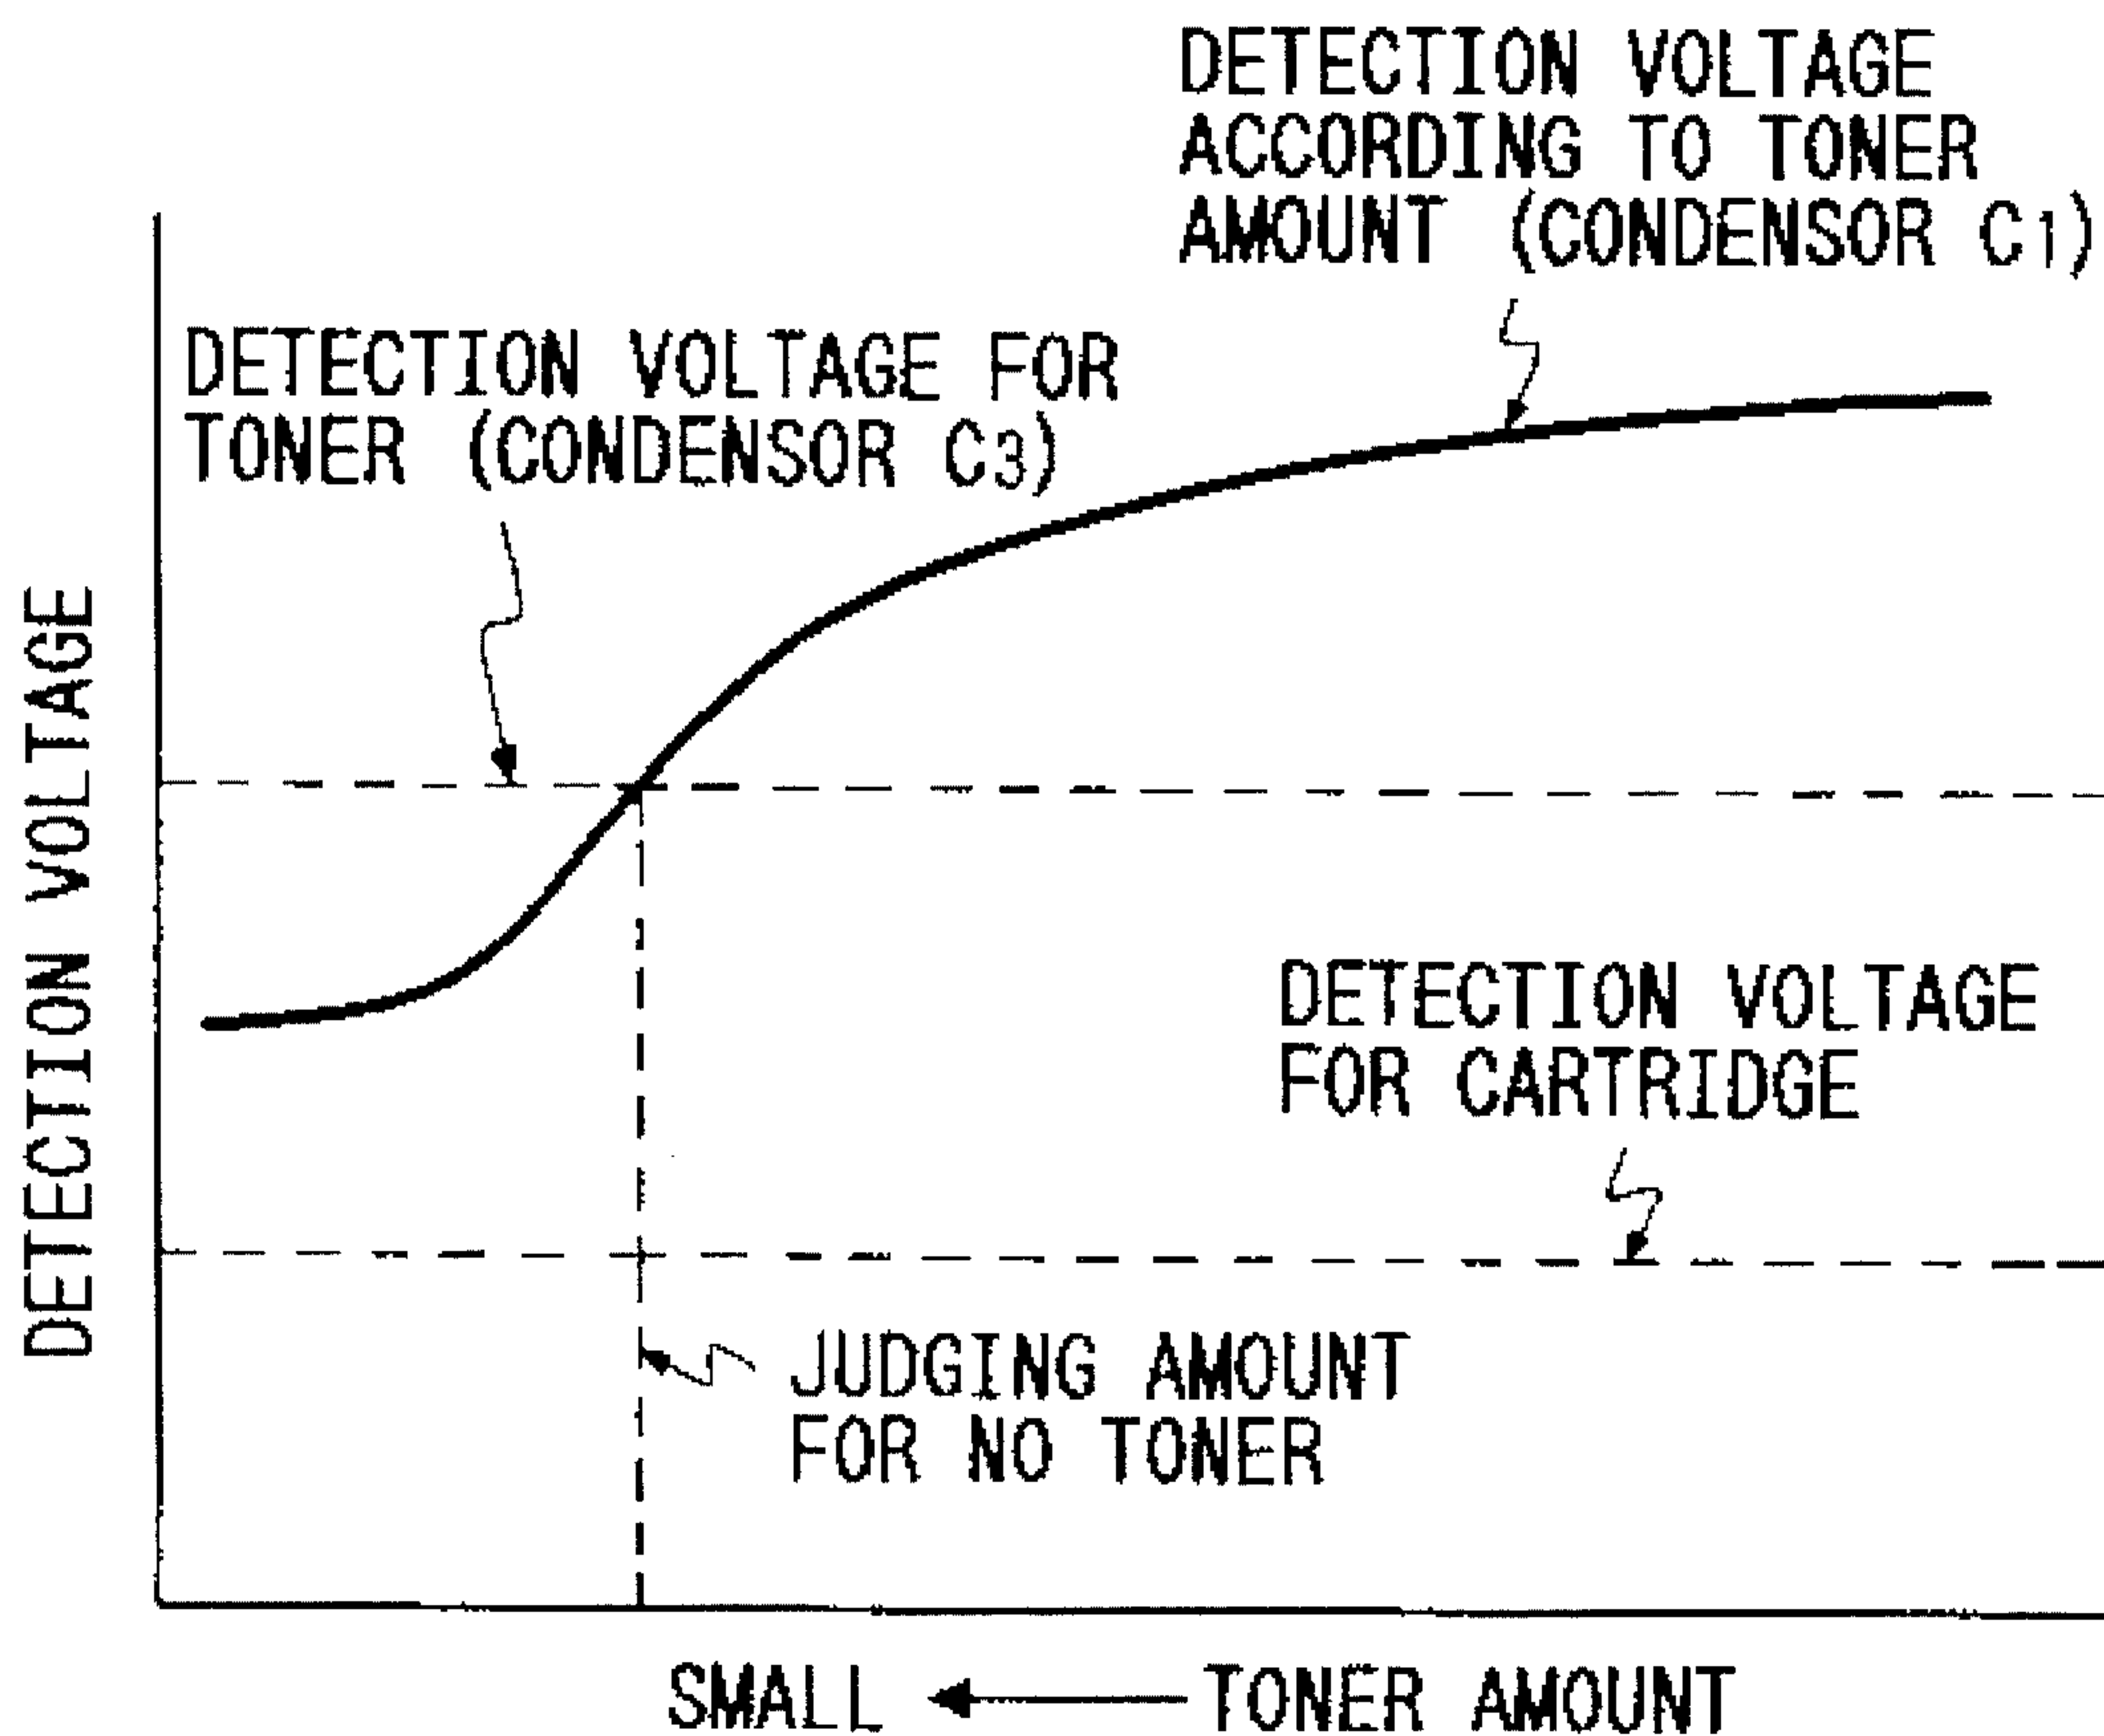 DETECTION VOLTAGE
ACCORDING TO TONER
AMOUNT (CONDENSOR C1)
DETECTION VOLTAGE FOR
TONER (CONDENSOR C3)
DETECTION VOLTAGE
DETECTION VOLTAGE
FOR CARTRIDGE
JUDGING AMOUNT
FOR NO TONER
SMALL ← TONER AMOUNT